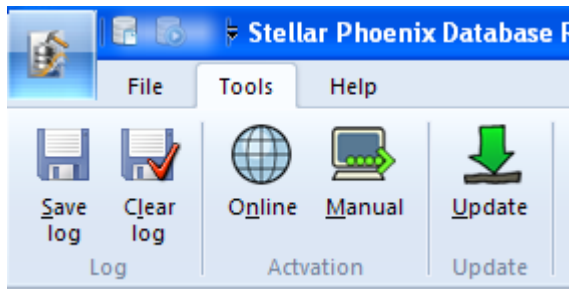 Stellar Phoenix Database R
File Tools Help
Save log Clear log Online Manual Update
Log Actvation Update